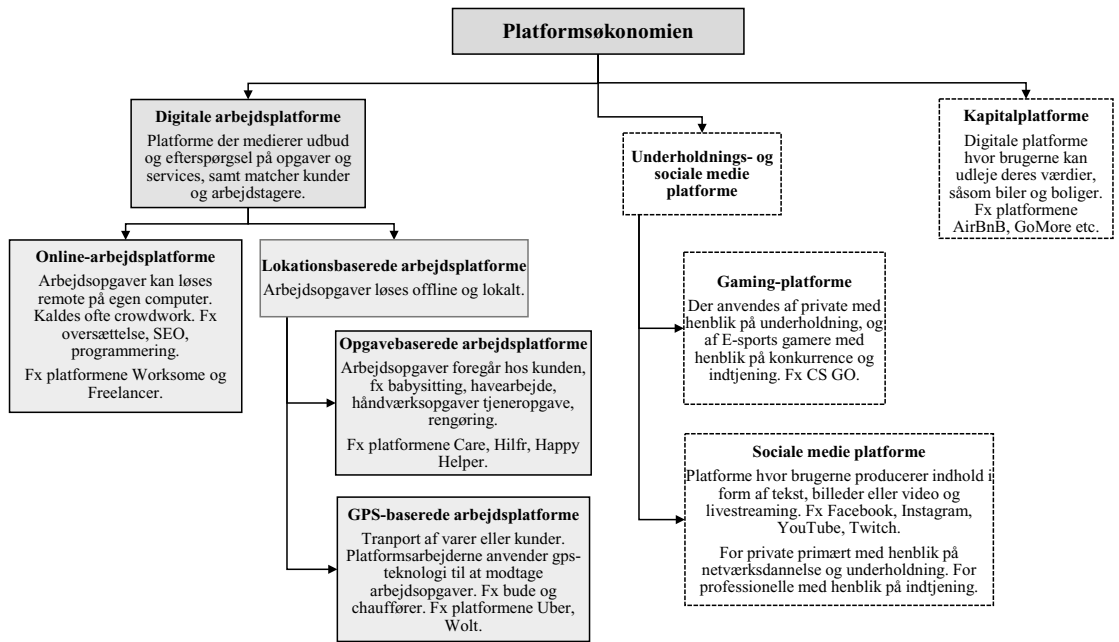 Platformsøkonomien
Digitale arbejdsplatforme
Platforme der medierer udbud
og efterspørgsel på opgaver og
services, samt matcher kunder
og arbejdstagere.
Online-arbejdsplatforme
Arbejdsopgaver kan løses
remote på egen computer.
Kaldes ofte crowdwork. Fx
oversættelse, SEO,
programmering.
Fx platformene Worksome og
Freelancer.
Lokationsbaserede arbejdsplatforme
Arbejdsopgaver løses offline og lokalt.
Opgavebaserede arbejdsplatforme
Arbejdsopgaver foregår hos kunden,
fx babysitting, havearbejde,
håndværksopgaver tjeneropgave,
rengøring.
Fx platformene Care, Hilfr, Happy
Helper.
GPS-baserede arbejdsplatforme
Tranport af varer eller kunder.
Platformsarbejderne anvender gps-
teknologi til at modtage
arbejdsopgaver. Fx bude og
chauffører. Fx platformene Uber,
Wolt.
Underholdnings- og
sociale medie
platforme
Gaming-platforme
Der anvendes af private med
henblik på underholdning, og
af E-sports gamere med
henblik på konkurrence og
indtjening. Fx CS GO.
Sociale medie platforme
Platforme hvor brugerne producerer indhold i
form af tekst, billeder eller video og
livestreaming. Fx Facebook, Instagram,
YouTube, Twitch.
For private primært med henblik på
netværksdannelse og underholdning. For
professionelle med henblik på indtjening.
Kapitalplatforme
Digitale platforme
hvor brugerne kan
udleje deres værdier,
såsom biler og boliger.
Fx platformene
AirBnB, GoMore etc.